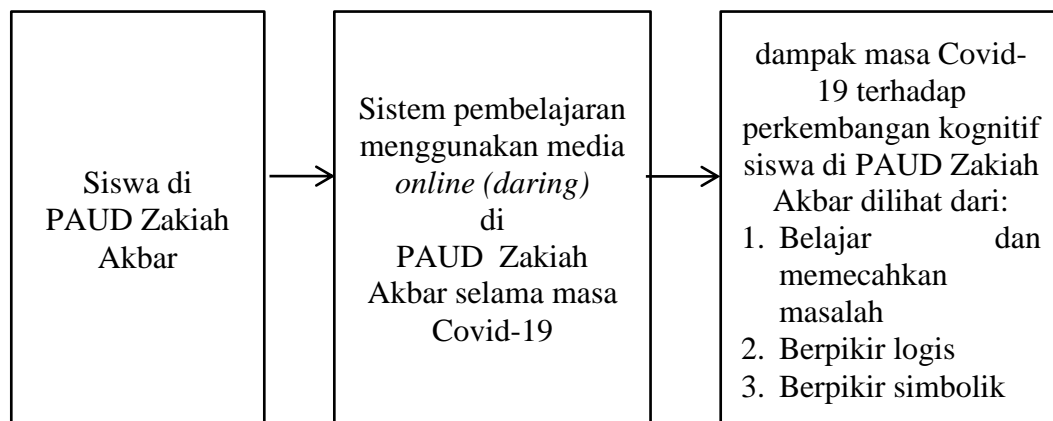 Siswa di
PAUD Zakiah
Akbar
Sistem pembelajaran
menggunakan media
online (daring)
di
PAUD Zakiah
Akbar selama masa
Covid-19
dampak masa Covid-
19 terhadap
perkembangan kognitif
siswa di PAUD Zakiah
Akbar dilihat dari:
1. Belajar dan
memecahkan
masalah
2. Berpikir logis
3. Berpikir simbolik